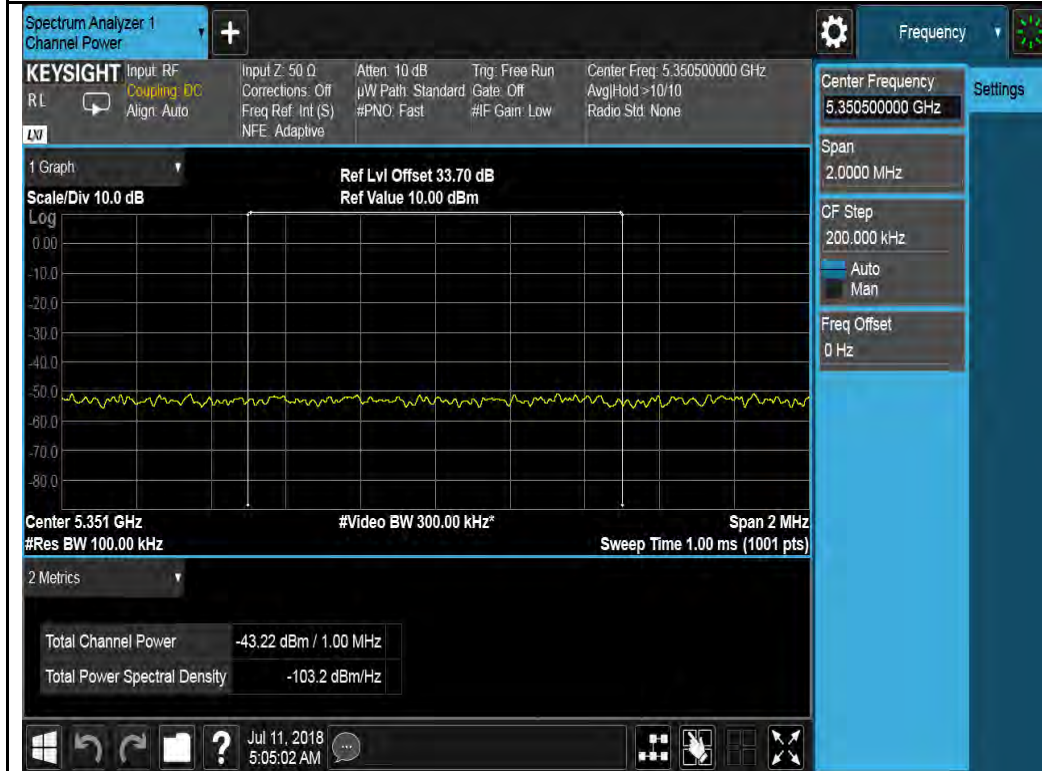 Spectrum Analyzer 1
Channel Power
+
Frequency
KEYSIGHT
RL
LXI
Input: RF
Coupling: DC
Align: Auto
Input Z: 50 Ω
Corrections: Off
Freq Ref: Int (S)
NFE: Adaptive
Atten: 10 dB
µW Path: Standard
#PNO: Fast
Trig: Free Run
Gate: Off
#IF Gain: Low
Center Freq: 5.350500000 GHz
Avg|Hold >10/10
Radio Std: None
Center Frequency
5.350500000 GHz
Settings
Span
2.0000 MHz
CF Step
200.000 kHz
Auto
Man
Freq Offset
0 Hz
1 Graph
Scale/Div 10.0 dB
Ref Lvl Offset 33.70 dB
Ref Value 10.00 dBm
Log
0.00
-10.0
-20.0
-30.0
-40.0
-50.0
-60.0
-70.0
-80.0
Center 5.351 GHz
#Res BW 100.00 kHz
#Video BW 300.00 kHz*
Span 2 MHz
Sweep Time 1.00 ms (1001 pts)
2 Metrics
Total Channel Power -43.22 dBm / 1.00 MHz
Total Power Spectral Density -103.2 dBm/Hz
?
Jul 11, 2018
5:05:02 AM